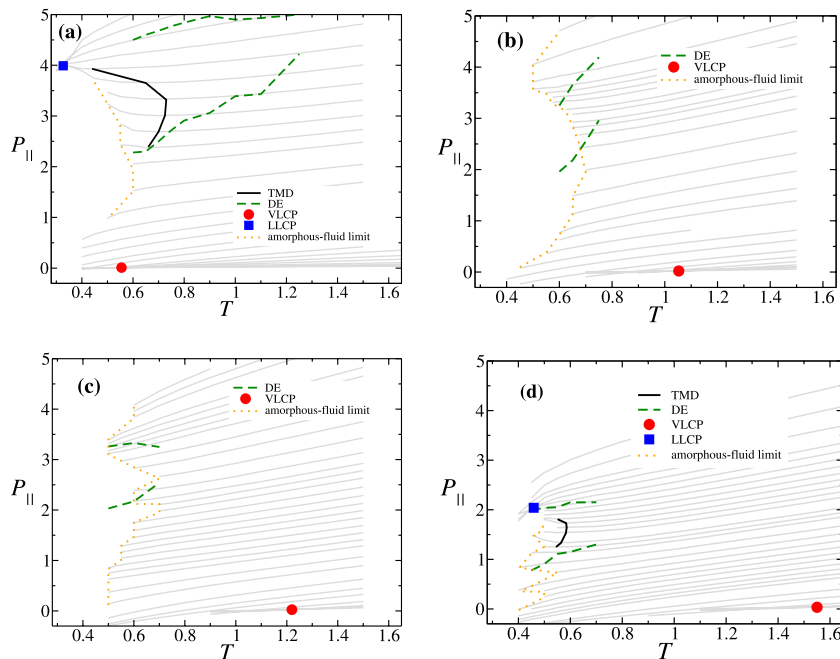 (a)
5
4
3
2
1
0
P||
TMD
DE
VLCP
LLCP
amorphous-fluid limit
0.4 0.6 0.8 1 1.2 1.4 1.6
T
(b)
5
4
3
2
1
0
P||
DE
VLCP
amorphous-fluid limit
0.4 0.6 0.8 1 1.2 1.4 1.6
T
(c)
5
4
3
2
1
0
P||
DE
VLCP
amorphous-fluid limit
0.4 0.6 0.8 1 1.2 1.4 1.6
T
(d)
5
4
3
2
1
0
P||
TMD
DE
VLCP
LLCP
amorphous-fluid limit
0.4 0.6 0.8 1 1.2 1.4 1.6
T